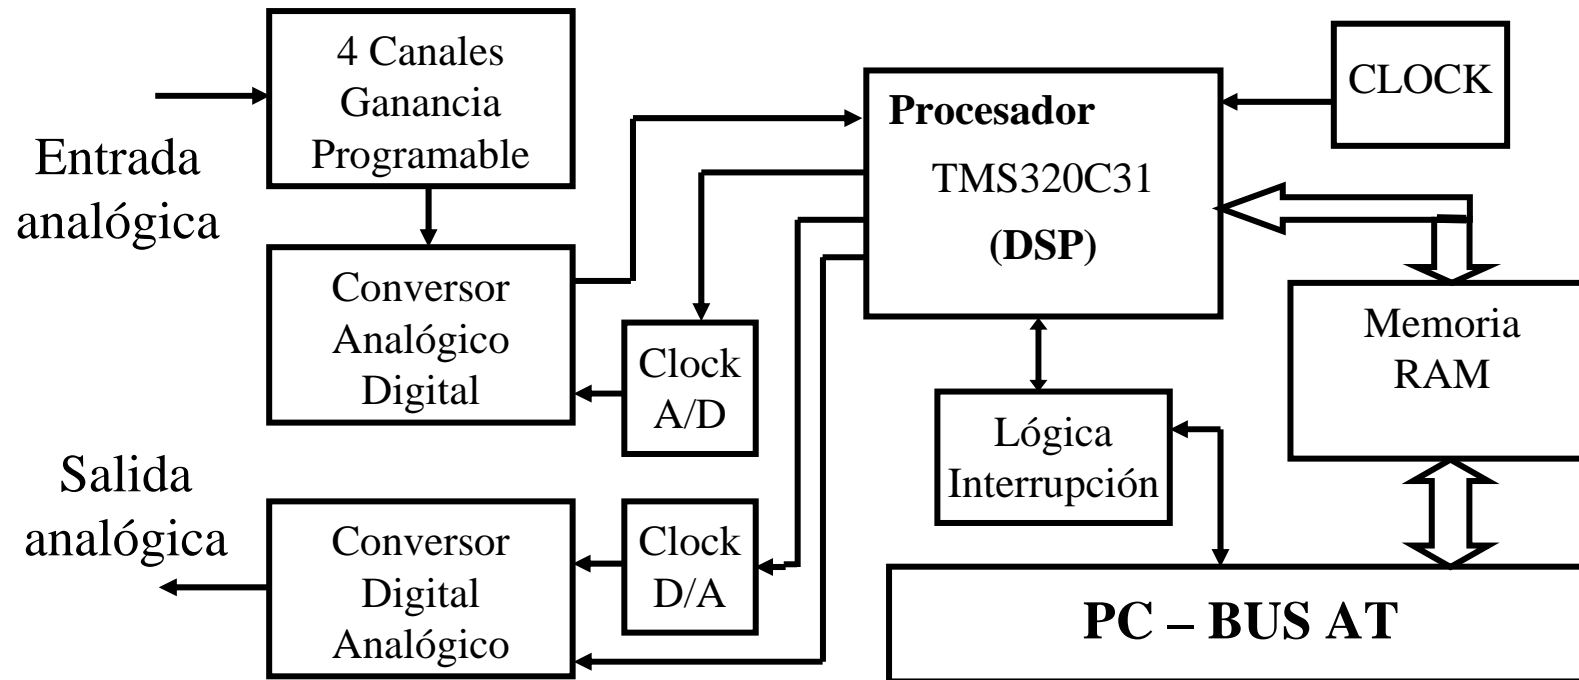 4 Canales
Ganancia
Programable
CLOCK
Procesador
TMS320C31
(DSP)
Entrada
analógica
Conversor
Analógico
Digital
Clock
A/D
Memoria
RAM
Lógica
Interrupción
Salida
analógica
Conversor
Digital
Analógico
Clock
D/A
PC – BUS AT